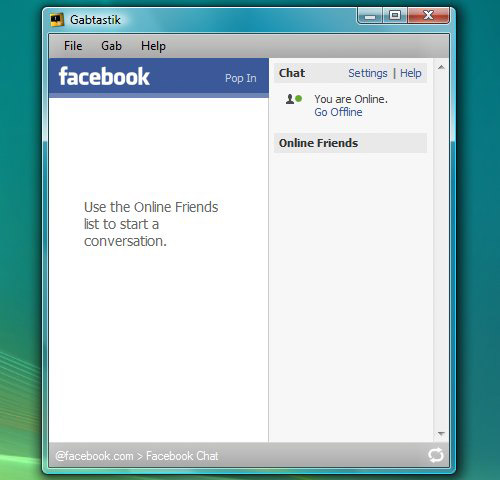 Gabtastik
File Gab Help
facebook Pop In
Chat Settings | Help
You are Online.
Go Offline
Online Friends
Use the Online Friends
list to start a
conversation.
@facebook.com > Facebook Chat